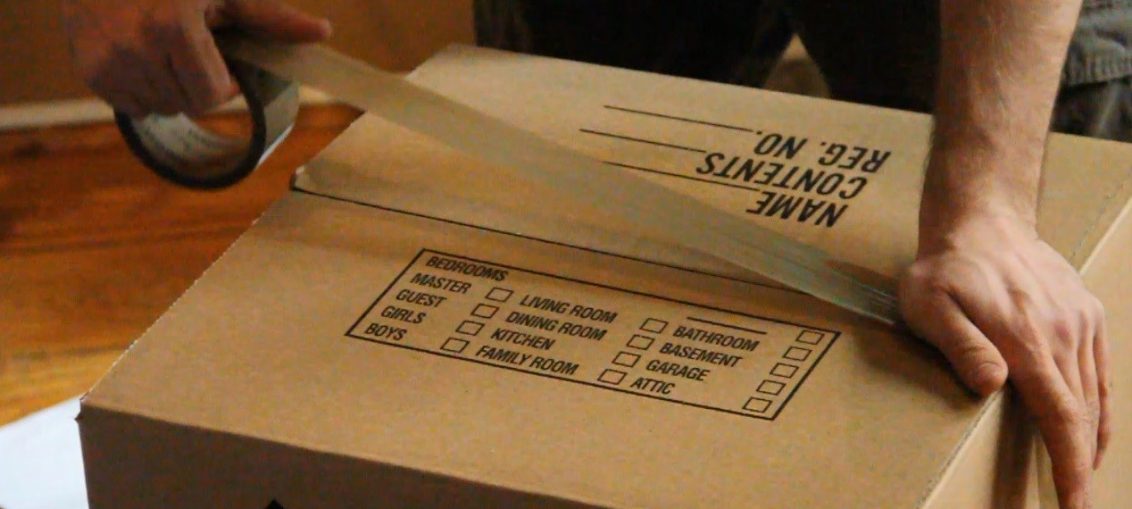 NAME
CONTENTS
REG. NO.
BEDROOMS
MASTER
GUEST
GIRLS
BOYS
LIVING ROOM
DINING ROOM
KITCHEN
FAMILY ROOM
BATHROOM
BASEMENT
GARAGE
ATTIC